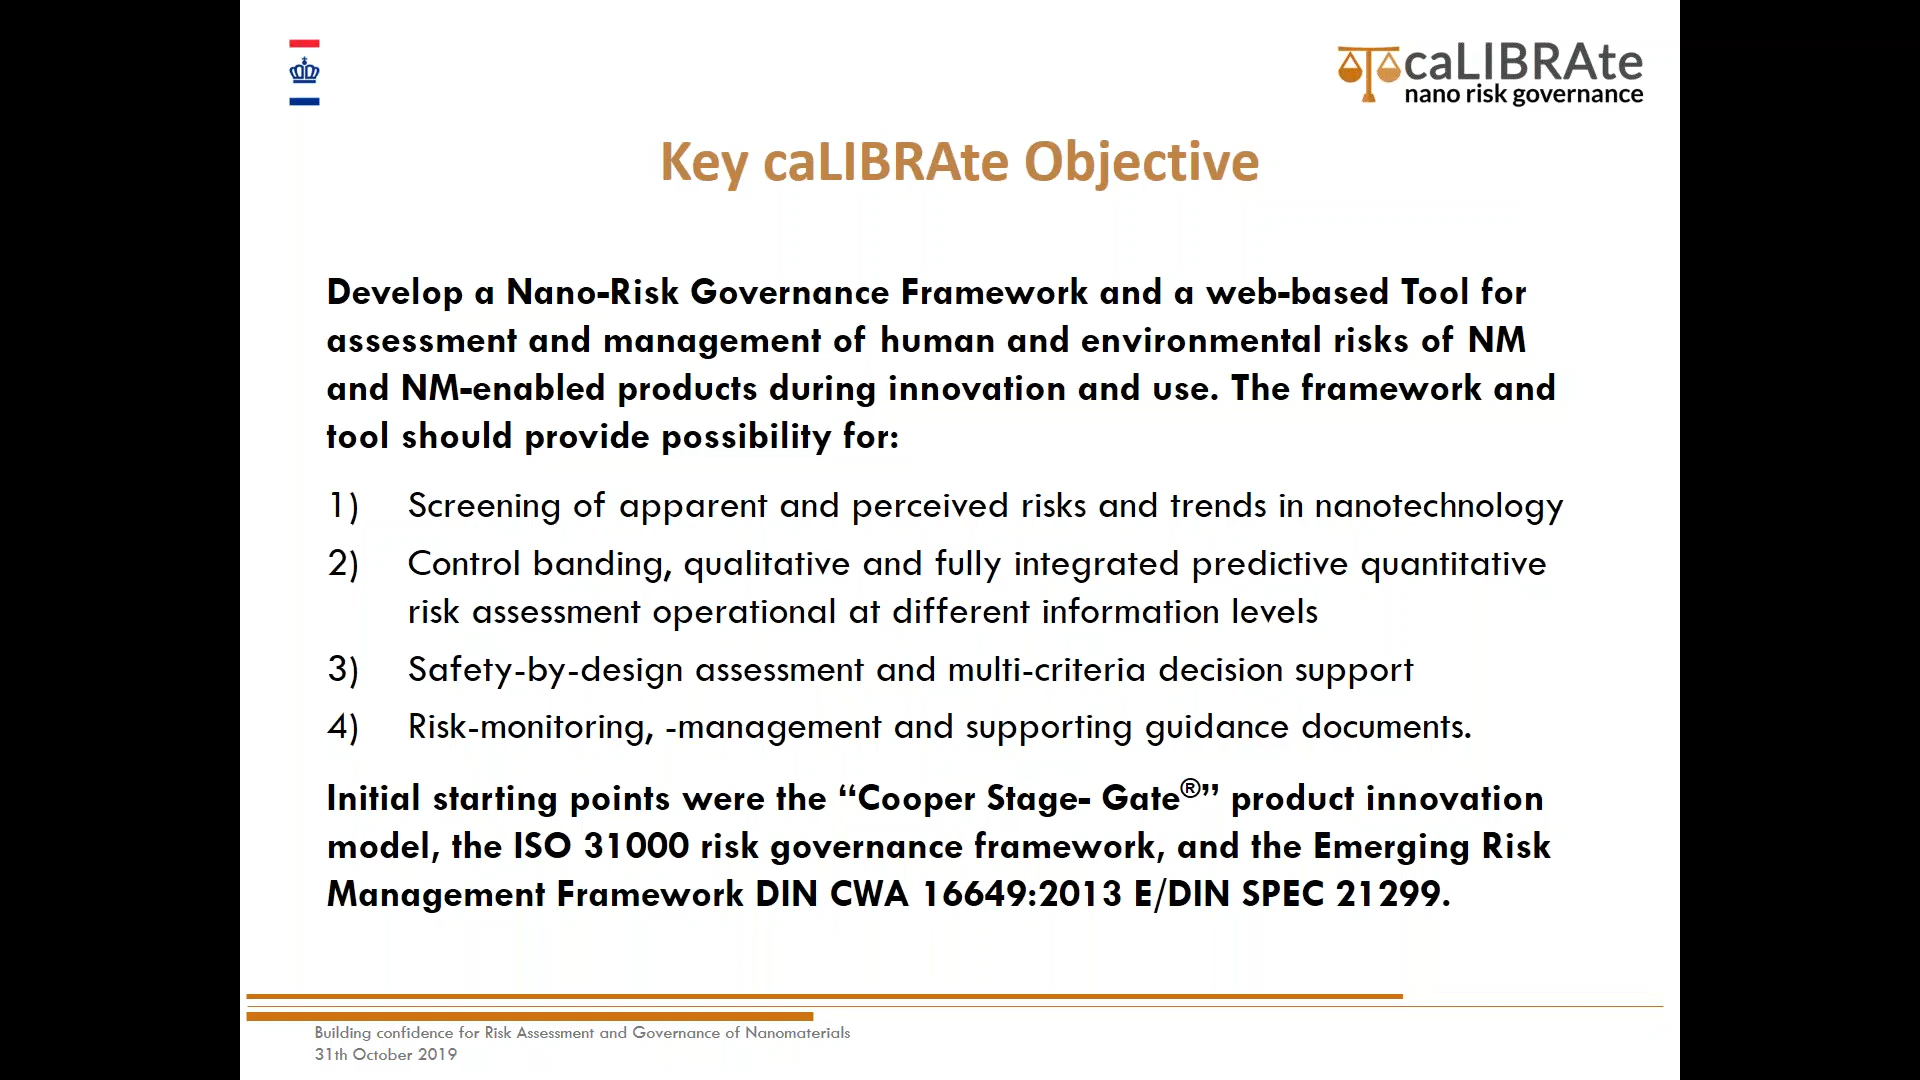 caLIBRAte
nano risk governance
Key caLIBRAte Objective
Develop a Nano-Risk Governance Framework and a web-based Tool for
assessment and management of human and environmental risks of NM
and NM-enabled products during innovation and use. The framework and
tool should provide possibility for:
1) Screening of apparent and perceived risks and trends in nanotechnology
2) Control banding, qualitative and fully integrated predictive quantitative
risk assessment operational at different information levels
3) Safety-by-design assessment and multi-criteria decision support
4) Risk-monitoring, -management and supporting guidance documents.
Initial starting points were the “Cooper Stage- Gate®” product innovation
model, the ISO 31000 risk governance framework, and the Emerging Risk
Management Framework DIN CWA 16649:2013 E/DIN SPEC 21299.
Building confidence for Risk Assessment and Governance of Nanomaterials
31th October 2019